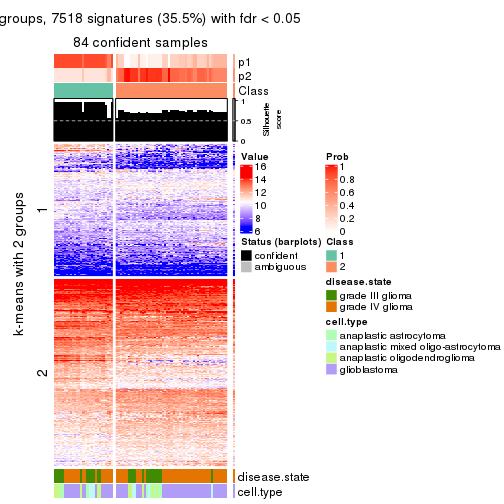 groups, 7518 signatures (35.5%) with fdr < 0.05
84 confident samples
p1
p2
Class
1
0.5
0
Silhouette
score
k-means with 2 groups
1
2
Value
16
14
12
10
8
6
Prob
1
0.8
0.6
0.4
0.2
0
Status (barplots)
confident
ambiguous
Class
1
2
disease.state
grade III glioma
grade IV glioma
cell.type
anaplastic astrocytoma
anaplastic mixed oligo-astrocytoma
anaplastic oligodendroglioma
glioblastoma
disease.state
cell.type